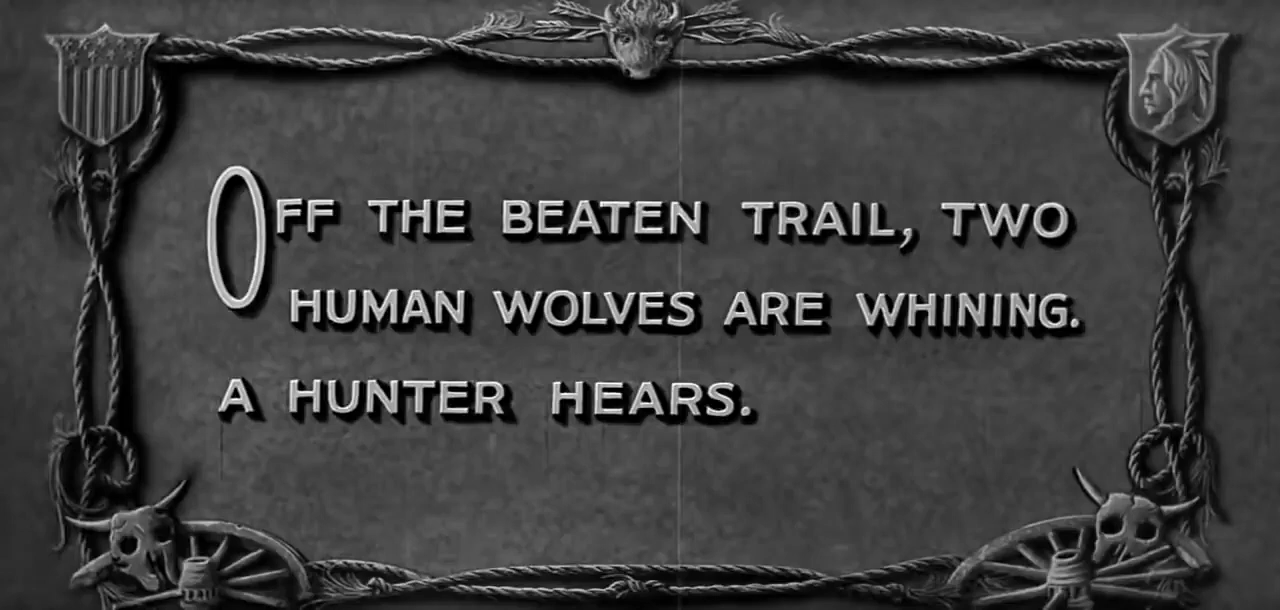 OFF THE BEATEN TRAIL, TWO
HUMAN WOLVES ARE WHINING.
A HUNTER HEARS.